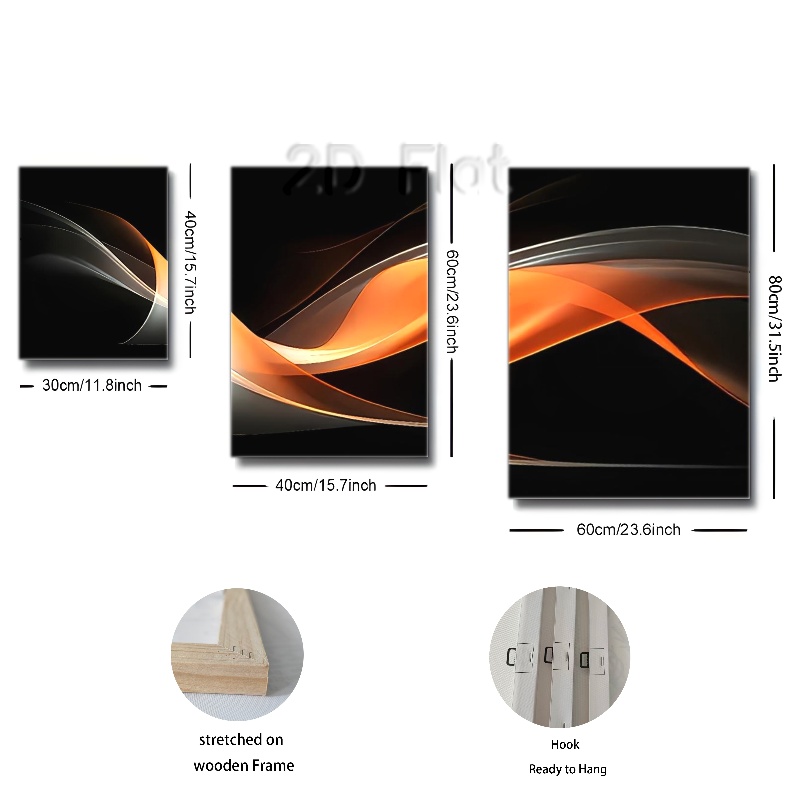 2D Flat
40cm/15.7inch
60cm/23.6inch
80cm/31.5inch
30cm/11.8inch
40cm/15.7inch
60cm/23.6inch
stretched on
wooden Frame
Hook
Ready to Hang